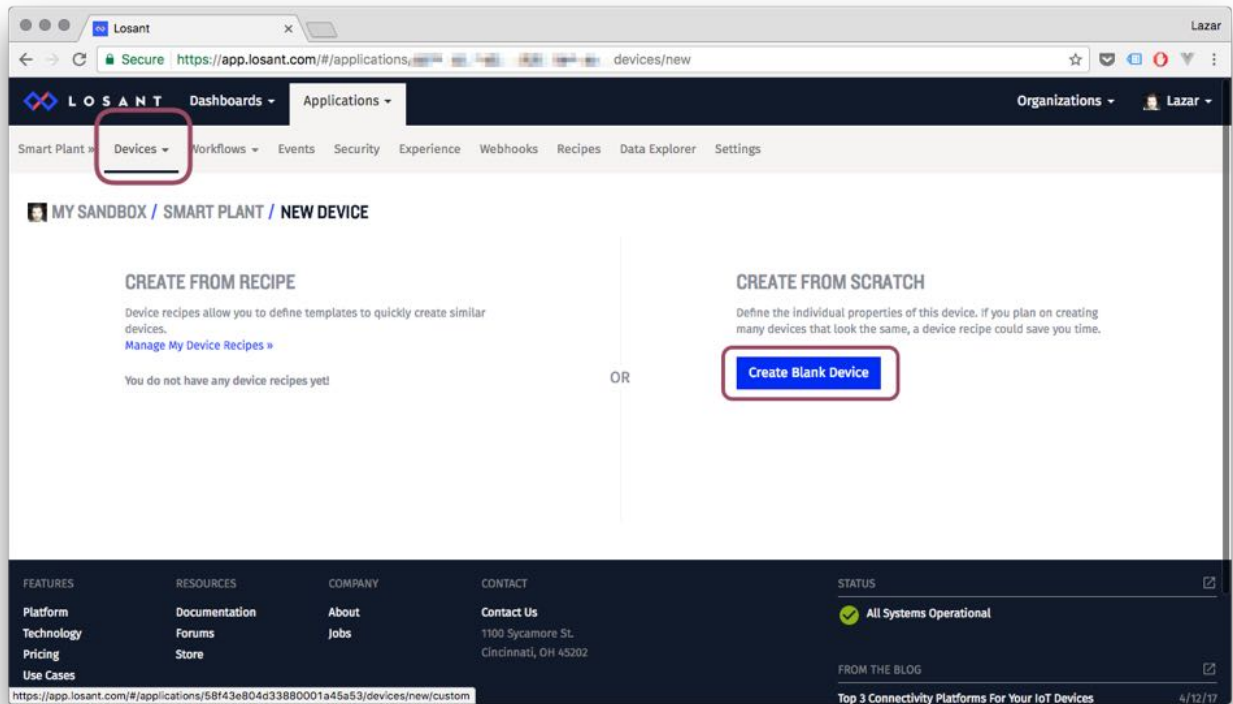 Losant
Lazar
Secure https://app.losant.com/#/applications/ devices/new
LOSANT Dashboards Applications Organizations Lazar
Smart Plant » Devices Workflows Events Security Experience Webhooks Recipes Data Explorer Settings
MY SANDBOX / SMART PLANT / NEW DEVICE
CREATE FROM RECIPE
Device recipes allow you to define templates to quickly create similar
devices.
Manage My Device Recipes »
You do not have any device recipes yet!
OR
CREATE FROM SCRATCH
Define the individual properties of this device. If you plan on creating
many devices that look the same, a device recipe could save you time.
Create Blank Device
FEATURES
Platform
Technology
Pricing
Use Cases
RESOURCES
Documentation
Forums
Store
COMPANY
About
Jobs
CONTACT
Contact Us
1100 Sycamore St.
Cincinnati, OH 45202
STATUS
All Systems Operational
FROM THE BLOG
Top 3 Connectivity Platforms For Your IoT Devices 4/12/17
https://app.losant.com/#/applications/58f43e804d33880001a45a53/devices/new/custom